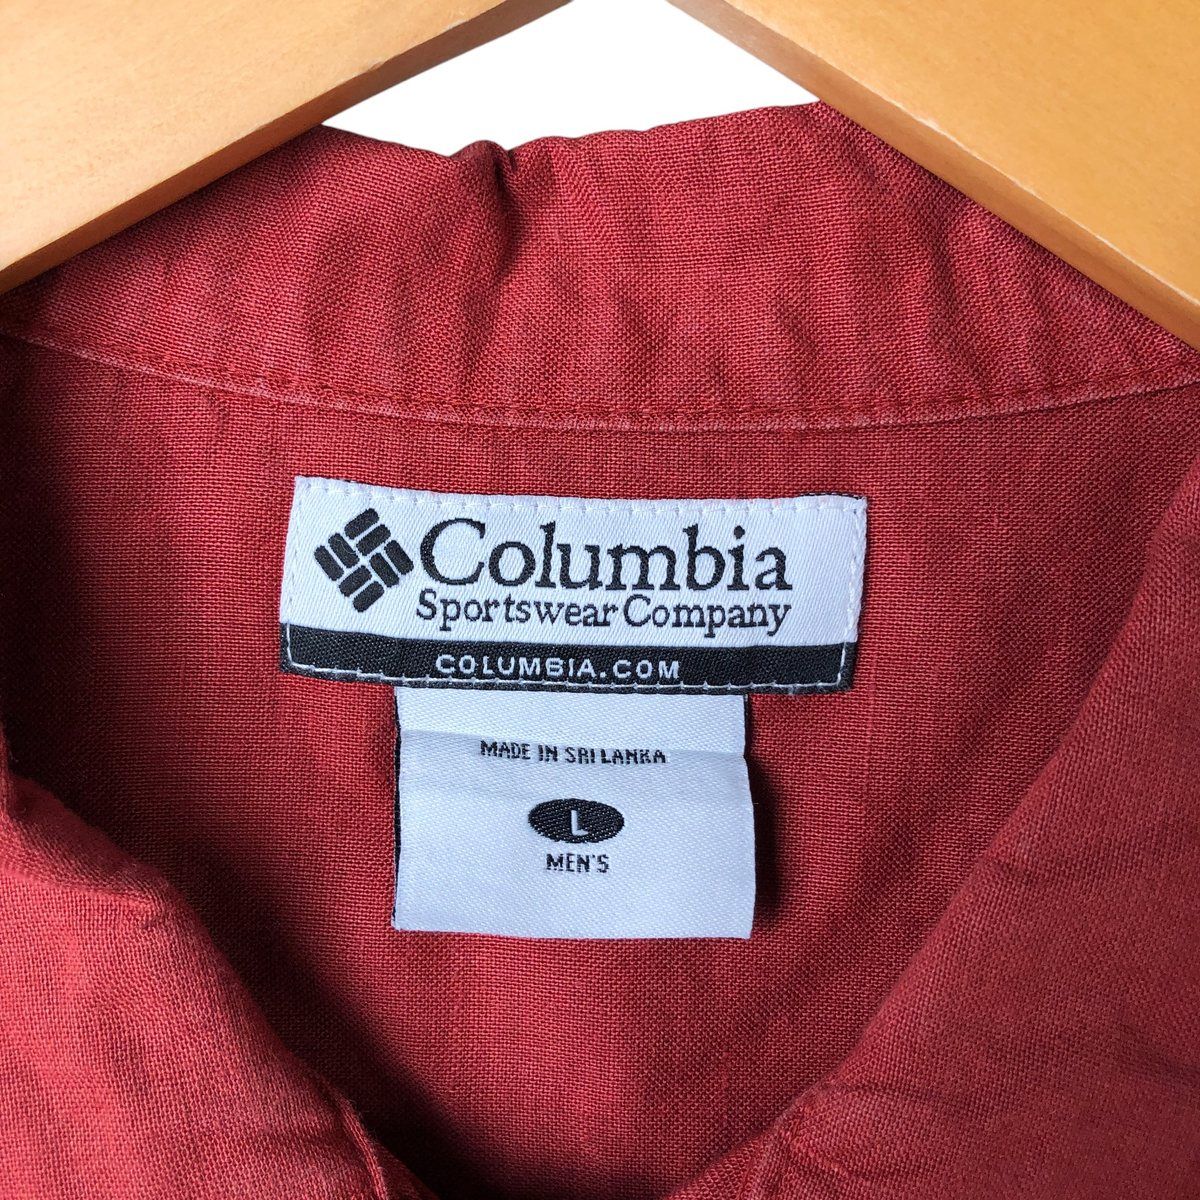 Columbia
Sportswear Company
COLUMBIA.COM
MADE IN SRI LANKA
L
MEN'S